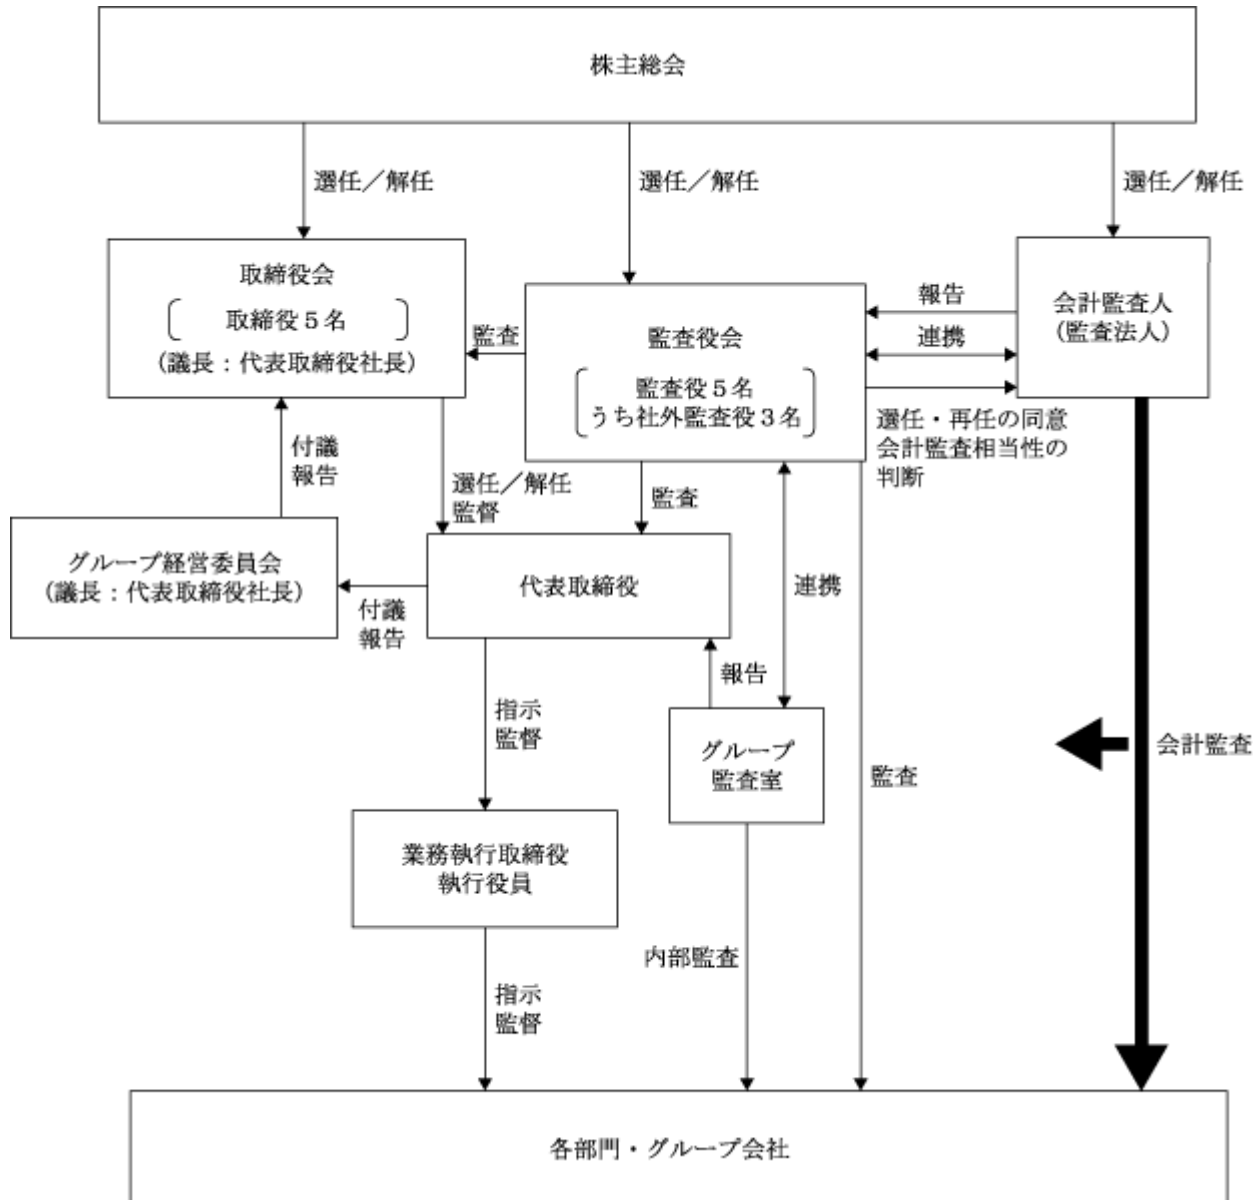 株主総会
選任／解任
選任／解任
選任／解任
取締役会
取締役５名
(議長：代表取締役社長)
監査
監査役会
監査役５名
うち社外監査役３名
報告
連携
会計監査人
(監査法人)
選任・再任の同意
会計監査相当性の
判断
付議
報告
選任／解任
監督
監査
グループ経営委員会
(議長：代表取締役社長)
付議
報告
代表取締役
連携
報告
指示
監督
グループ
監査室
監査
会計監査
業務執行取締役
執行役員
内部監査
指示
監督
各部門・グループ会社